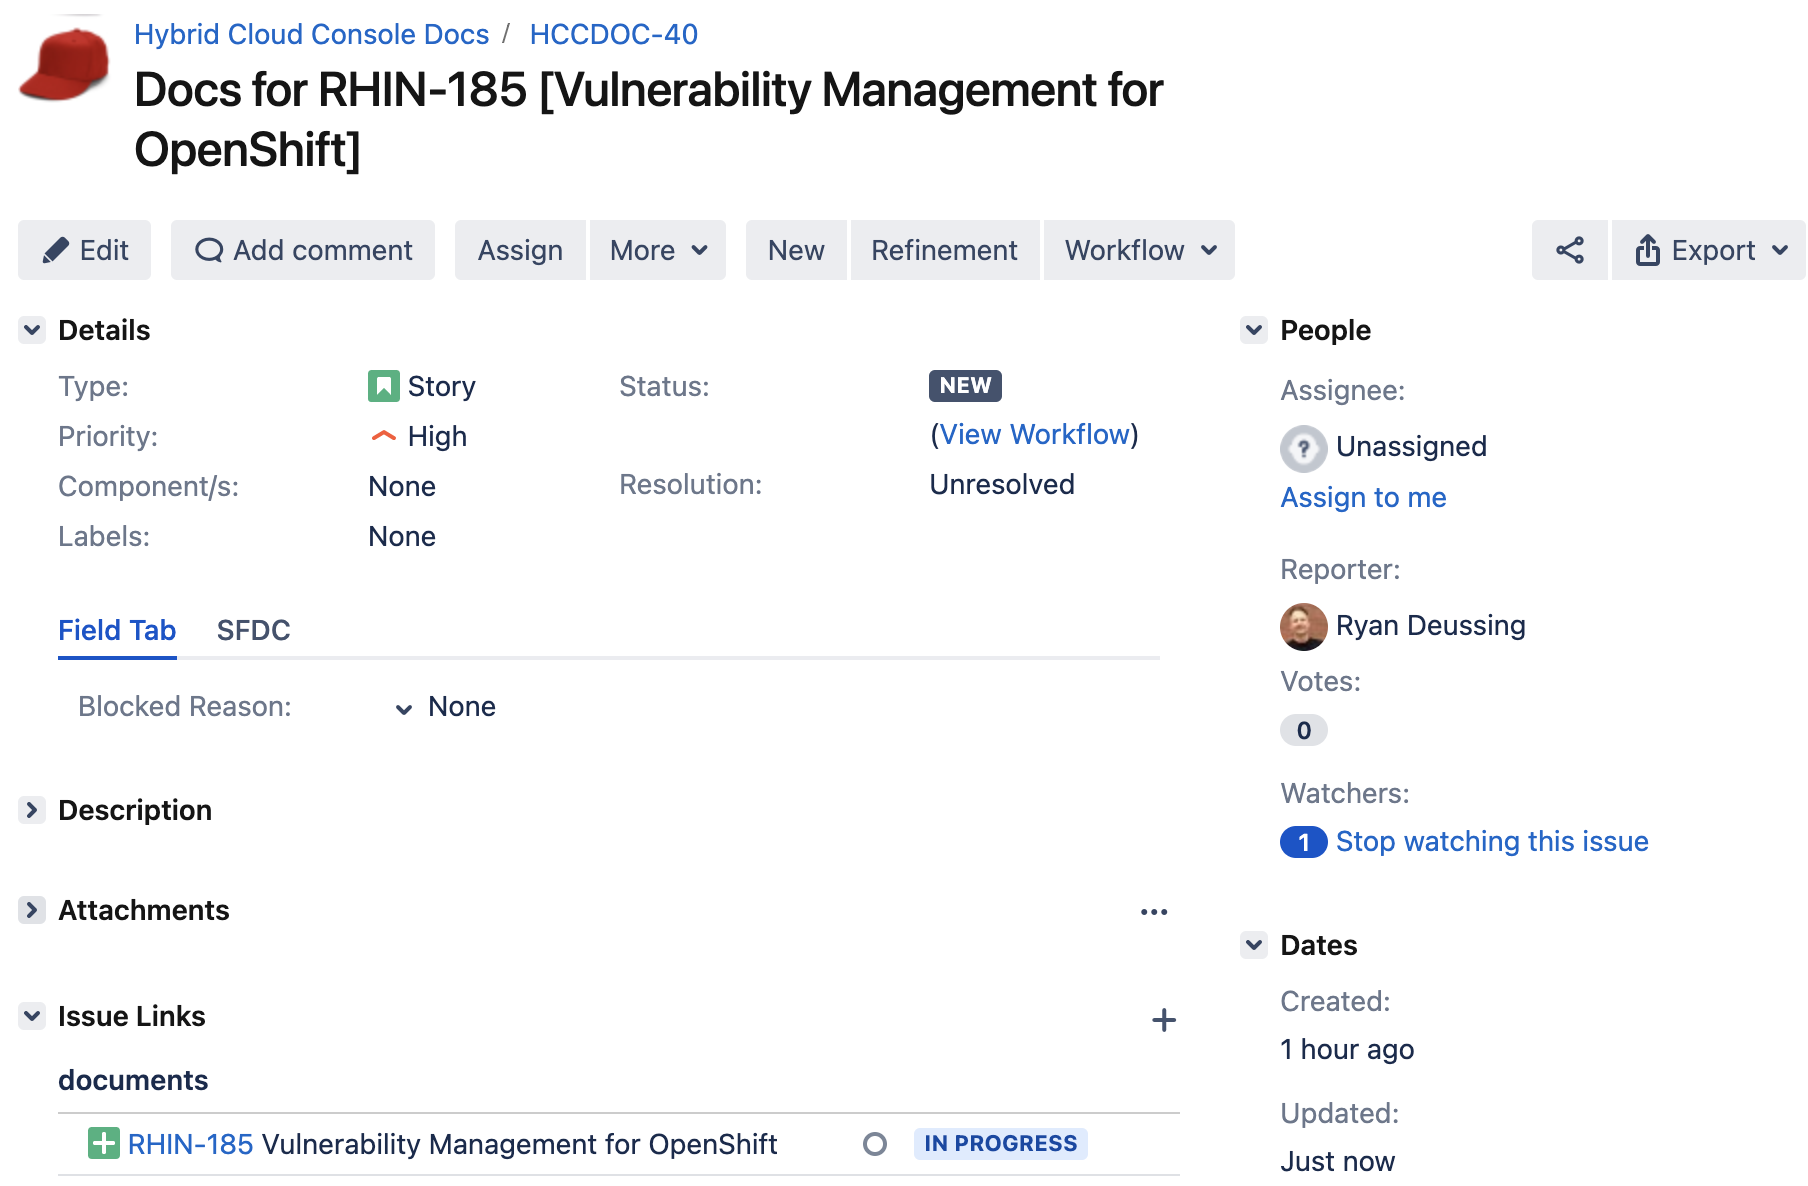 Hybrid Cloud Console Docs / HCCDOC-40
Docs for RHIN-185 [Vulnerability Management for
OpenShift]
Edit Add comment Assign More New Refinement Workflow Export
Details
Type: Story
Priority: High
Component/s: None
Labels: None
Status: NEW
(View Workflow)
Resolution: Unresolved
Field Tab SFDC
Blocked Reason: None
Description
Attachments
Issue Links
documents
RHIN-185 Vulnerability Management for OpenShift IN PROGRESS
People
Assignee:
? Unassigned
Assign to me
Reporter:
Ryan Deussing
Votes:
0
Watchers:
1 Stop watching this issue
Dates
Created:
1 hour ago
Updated:
Just now